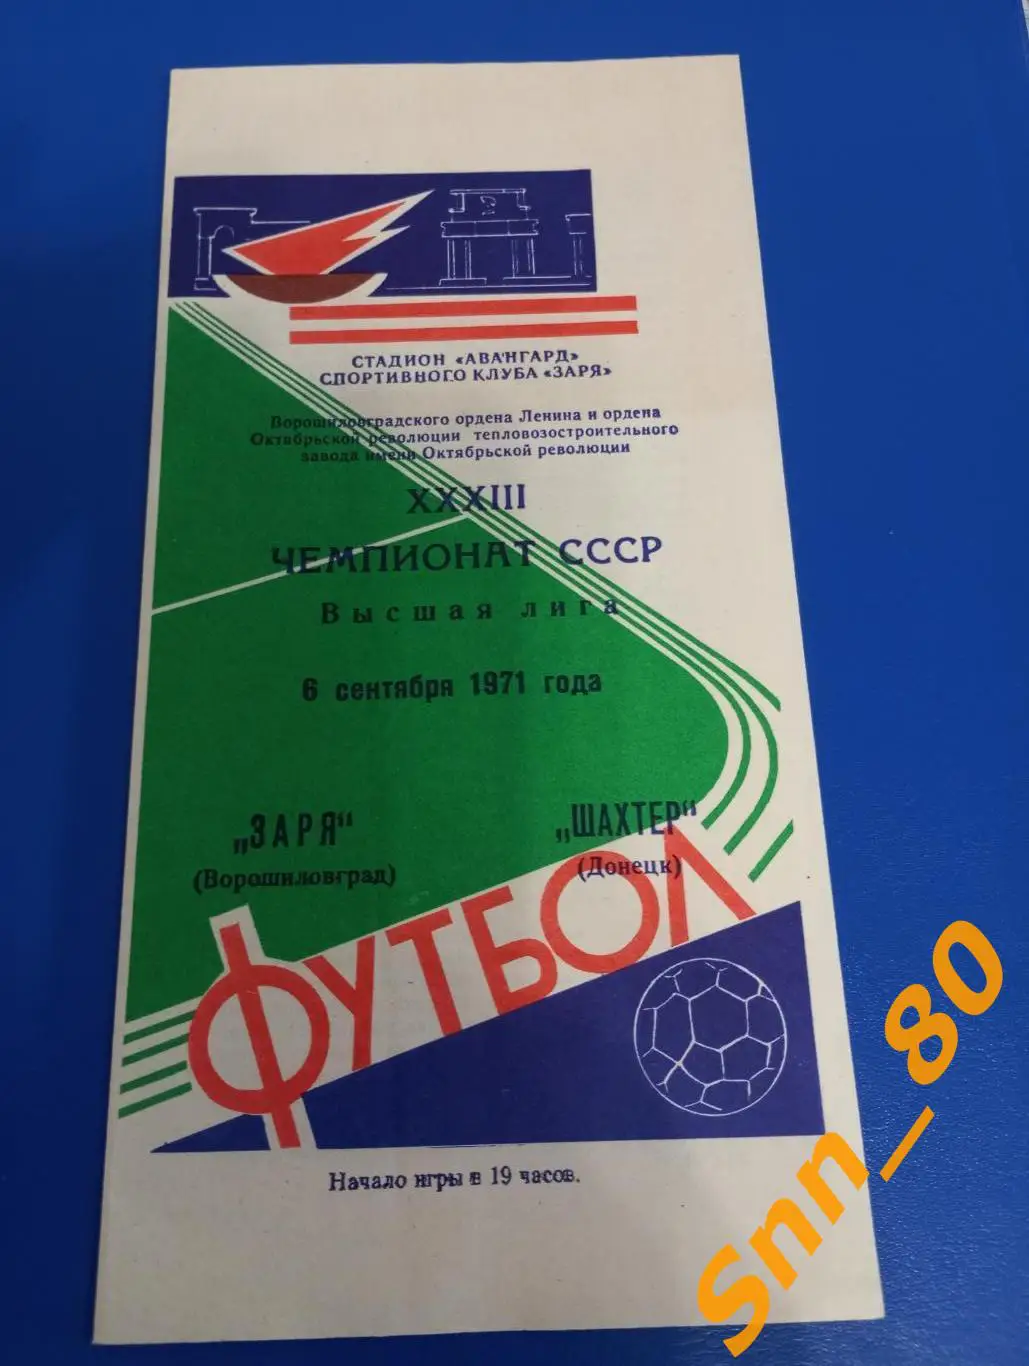 СТАДИОН «АВАНГАРД»
СПОРТИВНОГО КЛУБА «ЗАРЯ»
Ворошиловградского ордена Ленина и ордена
Октябрьской революции тепловозостроительного
завода имени Октябрьской революции
XXXIII
ЧЕМПИОНАТ СССР
Высшая лига
6 сентября 1971 года
„ЗАРЯ“
(Ворошиловград)
„ШАХТЕР“
(Донецк)
ФУТБОЛ
Начало игры в 19 часов.
Snn_80